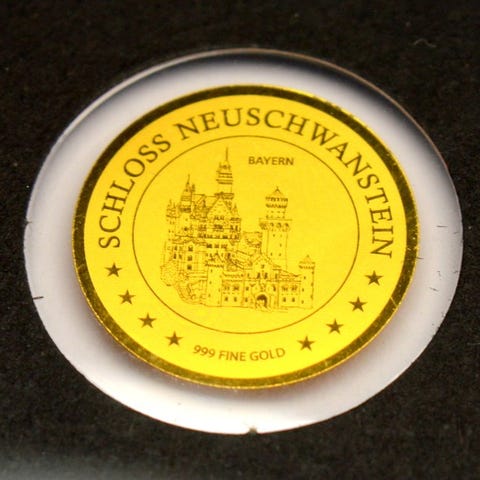 SCHLOSS NEUSCHWANSTEIN
BAYERN
999 FINE GOLD